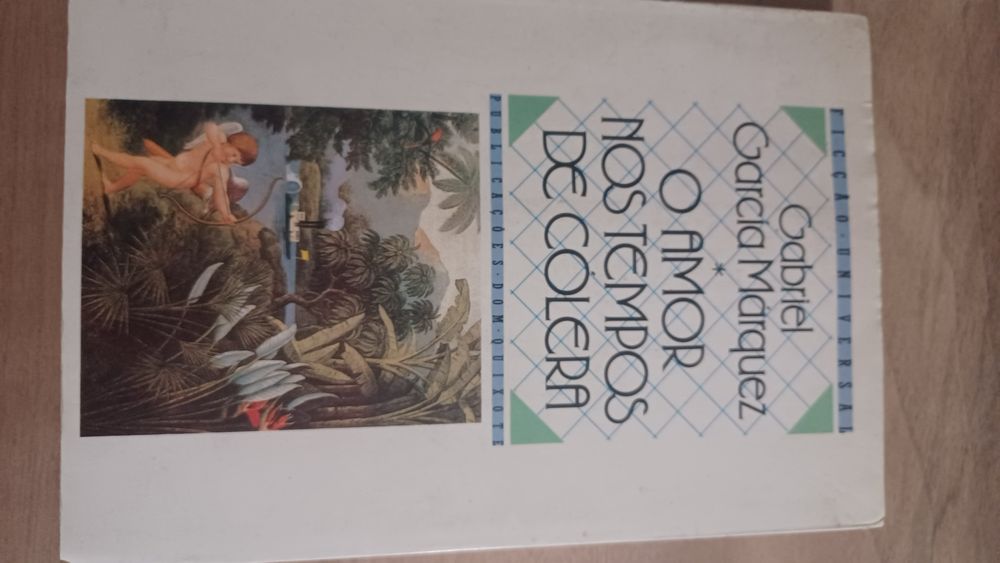 FICÇÃO · UNIVERSAL
Gabriel
García Márquez
*
O AMOR
NOS TEMPOS
DE CÓLERA
PUBLICAÇÕES · DOM · QUIXOTE